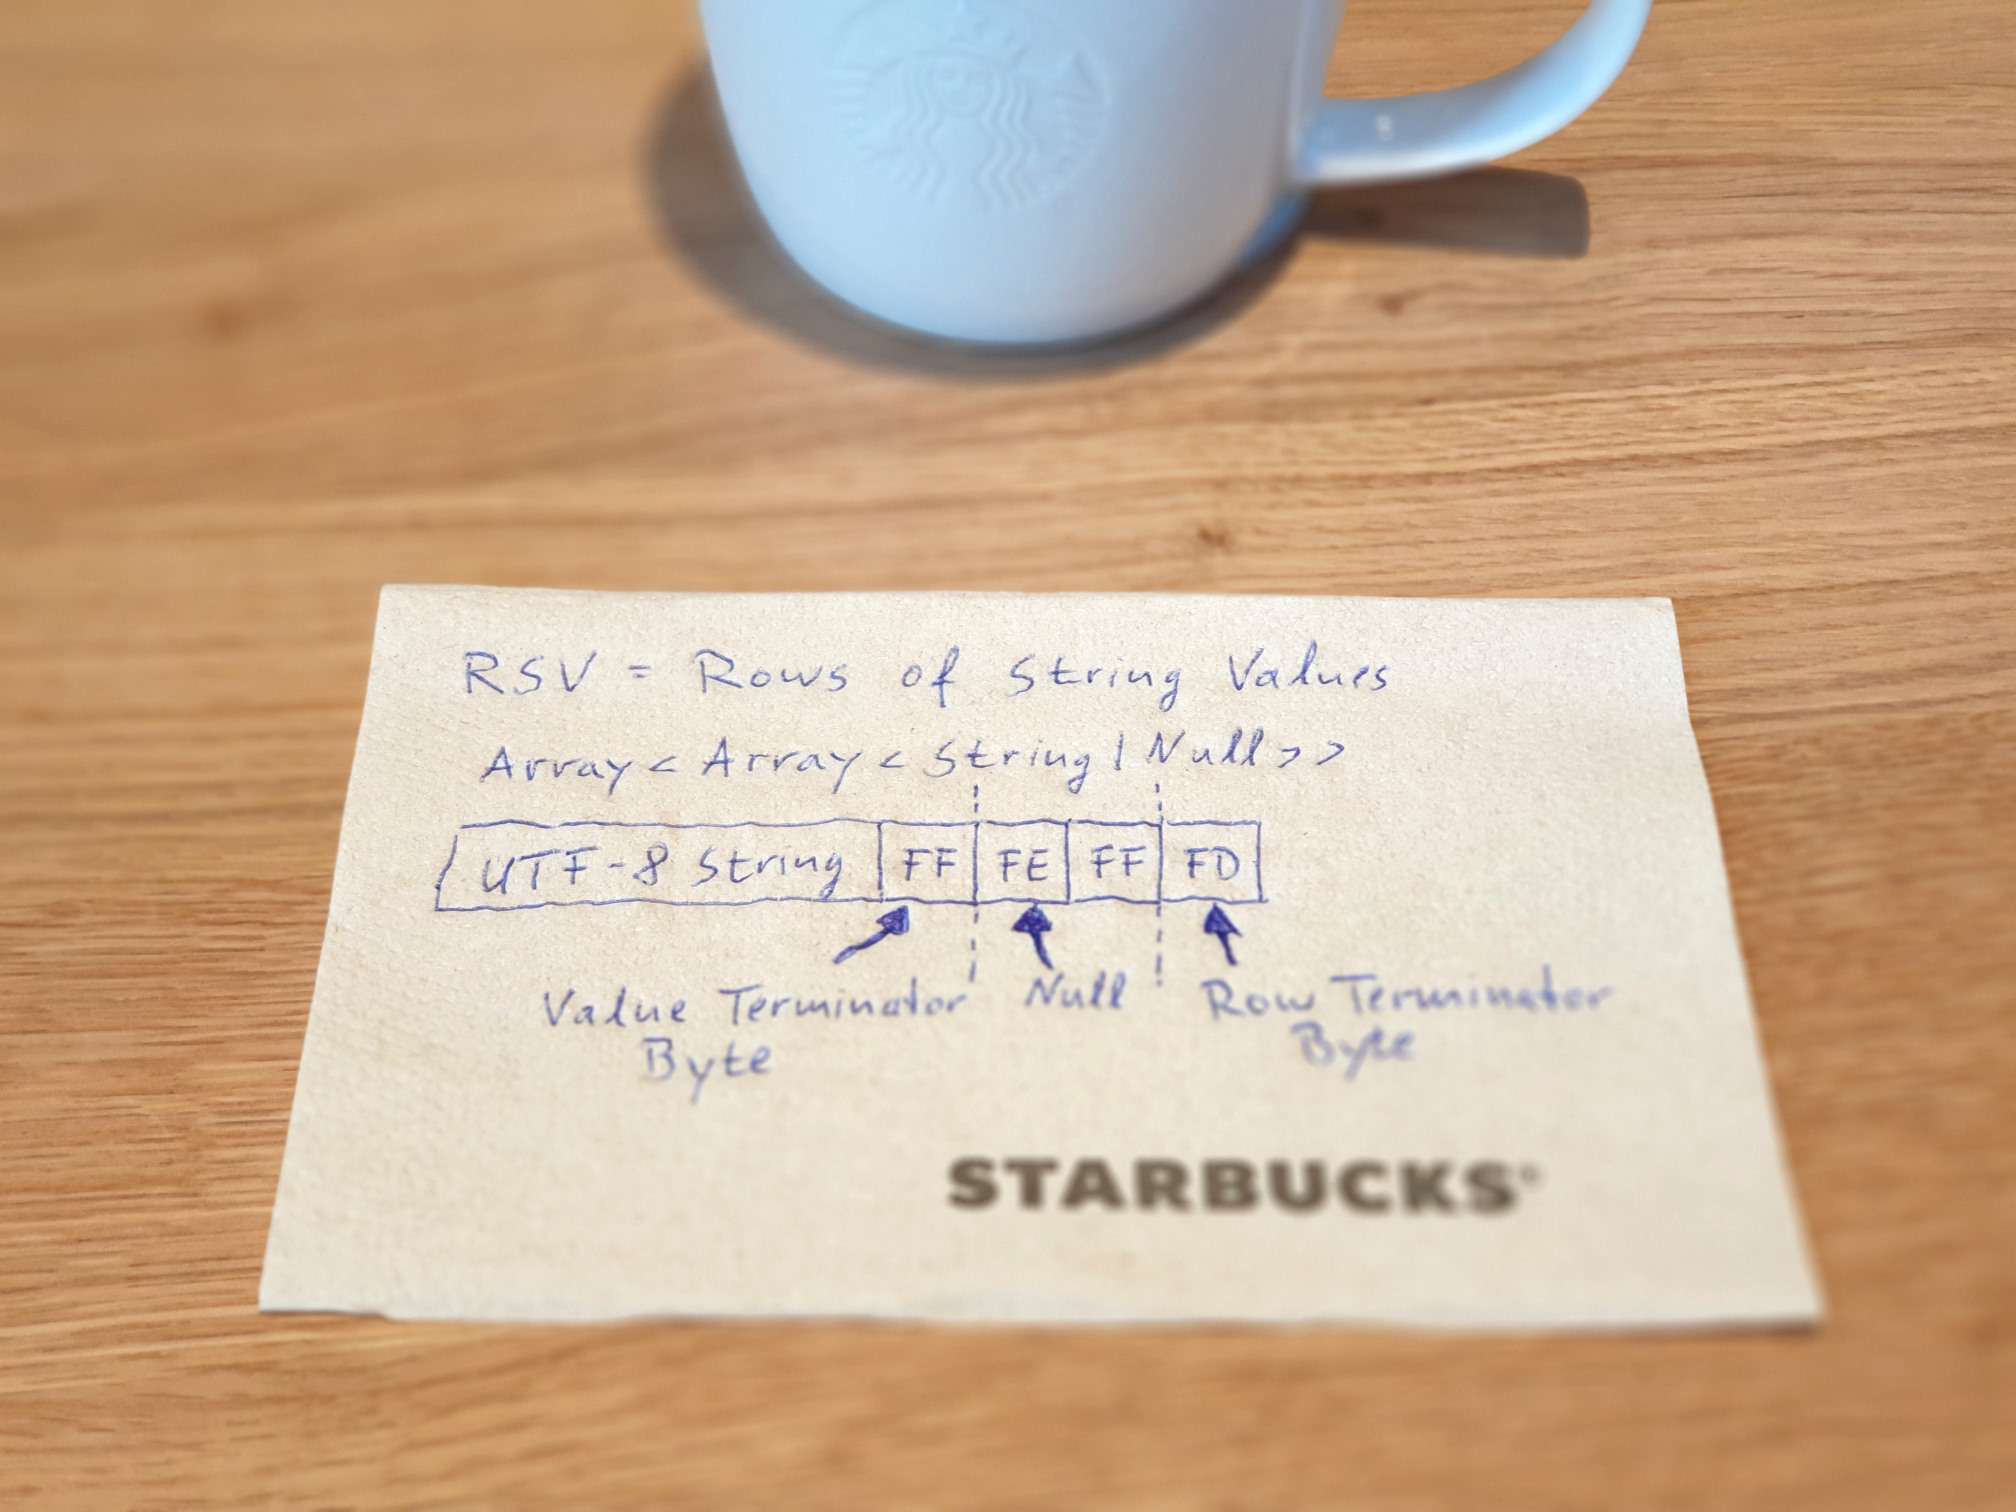 RSV = Rows of String Values
Array < Array < String | Null >>
UTF-8 String FF FE FF FD
Value Terminator Byte
Null
Row Terminator Byte
STARBUCKS®